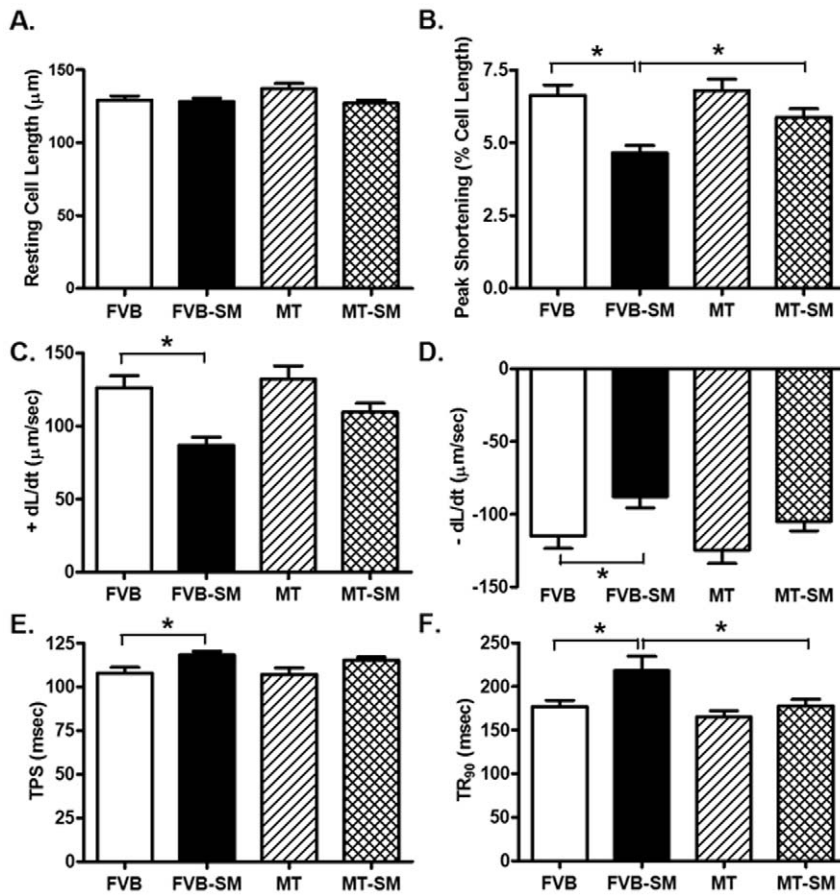 A.
Resting Cell Length (μm)
150
100
50
0
FVB FVB-SM MT MT-SM
B.
Peak Shortening (% Cell Length)
7.5
5.0
2.5
0.0
* *
FVB FVB-SM MT MT-SM
C.
+ dL/dt (μm/sec)
150
100
50
0
*
FVB FVB-SM MT MT-SM
D.
- dL/dt (μm/sec)
0
-50
-100
-150
*
FVB FVB-SM MT MT-SM
E.
TPS (msec)
125
100
75
50
25
0
*
FVB FVB-SM MT MT-SM
F.
TR90 (msec)
250
200
150
100
50
0
* *
FVB FVB-SM MT MT-SM